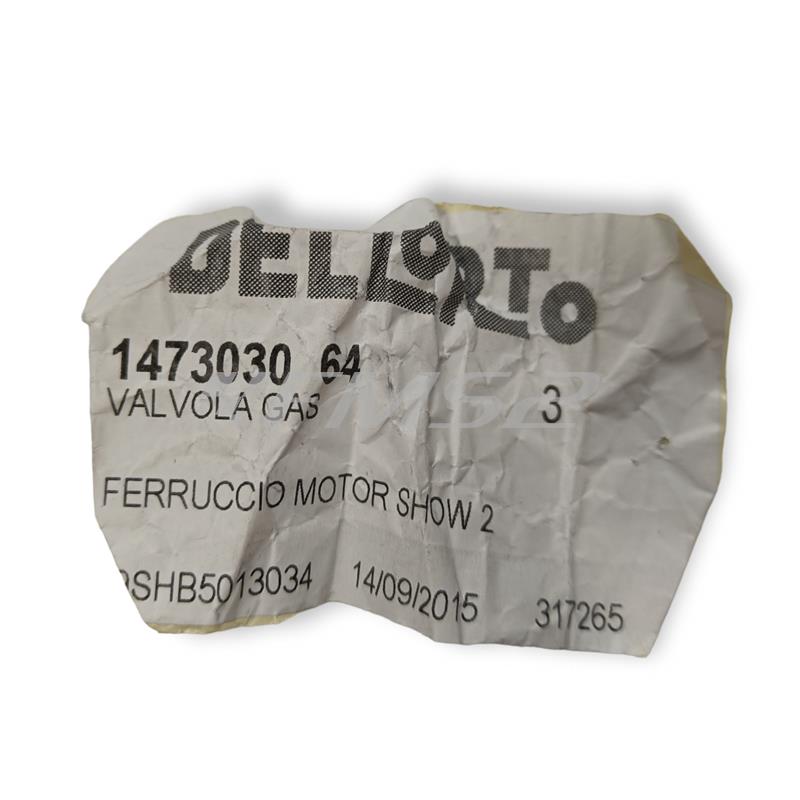 DELLORTO
1473030 64
VALVOLA GAS 3
FERRUCCIO MOTOR SHOW 2
SHB5013034 14/09/2015 317265